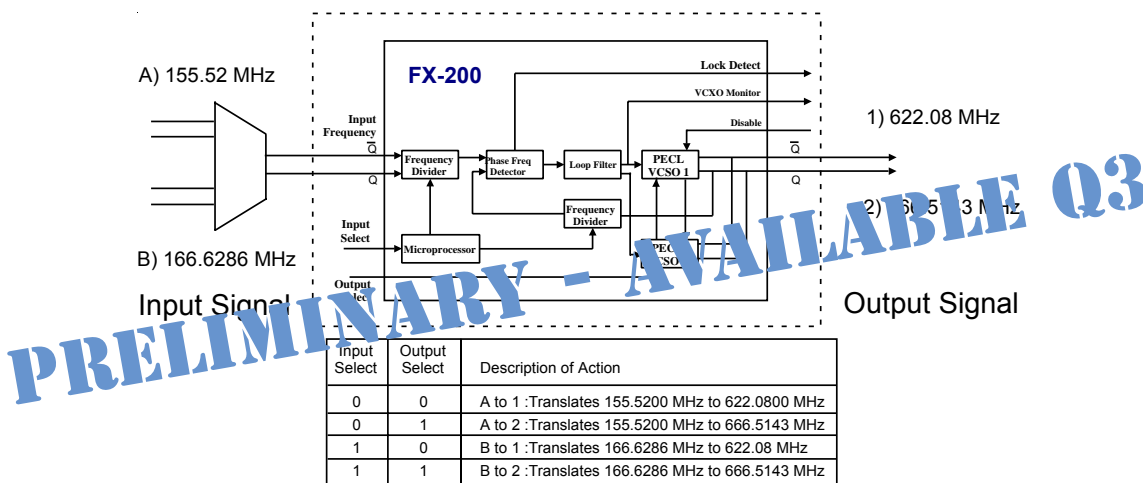 A) 155.52 MHz
B) 166.6286 MHz
Input Signal
FX-200
Lock Detect
VCXO Monitor
Disable
Input
Frequency
Q
Q
Frequency
Divider
Phase Freq
Detector
Loop Filter
PECL
VCSO 1
Frequency
Divider
Input
Select
Microprocessor
Output
Q
Q
1) 622.08 MHz
2)
MHz
Output Signal
PRELIMINARY - AVAILABLE Q3
Input Select
Output Select
Description of Action
0 0 A to 1 :Translates 155.5200 MHz to 622.0800 MHz
0 1 A to 2 :Translates 155.5200 MHz to 666.5143 MHz
1 0 B to 1 :Translates 166.6286 MHz to 622.08 MHz
1 1 B to 2 :Translates 166.6286 MHz to 666.5143 MHz